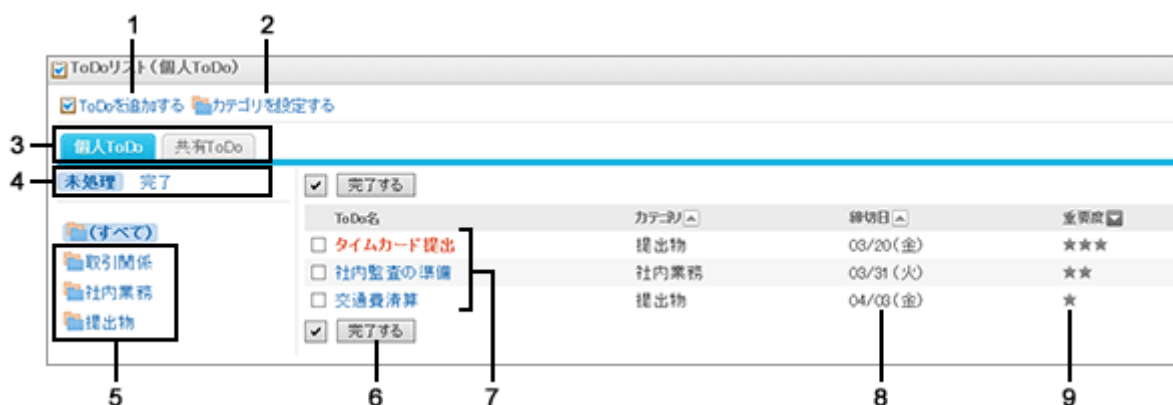 1 2
ToDoリスト(個人ToDo)
ToDoを追加する カテゴリを設定する
3 個人ToDo 共有ToDo
4 未処理 完了 完了する
ToDo名 カテゴリ 締切日 重要度
(すべて) タイムカード提出 提出物 03/20(金) ★★★
取引関係 社内監査の準備 社内業務 03/31(火) ★★
社内業務 交通費清算 提出物 04/03(金) ★
提出物 完了する
5 6 7 8 9